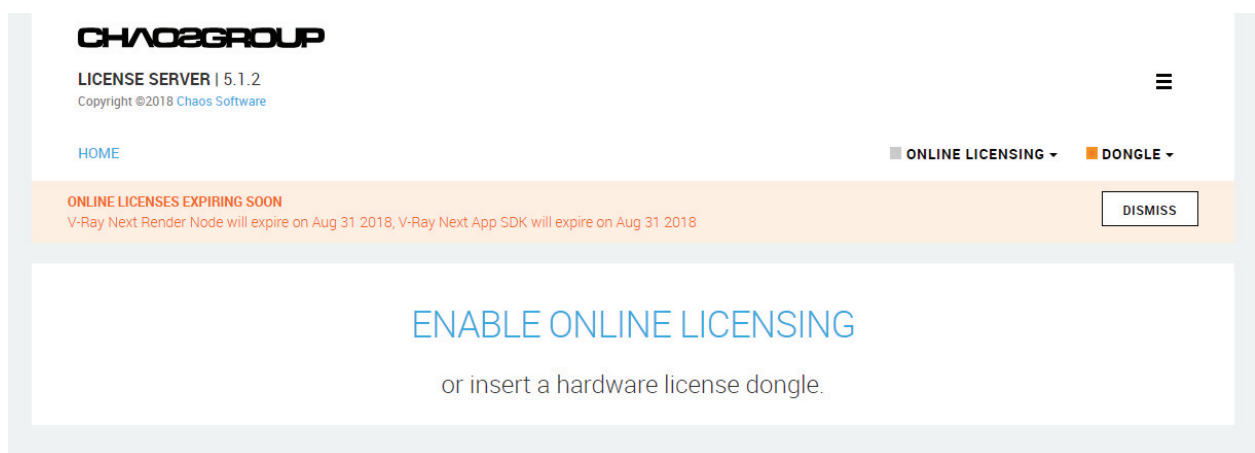 CHAOSGROUP
LICENSE SERVER | 5.1.2
Copyright ©2018 Chaos Software
HOME
ONLINE LICENSING
DONGLE
ONLINE LICENSES EXPIRING SOON
V-Ray Next Render Node will expire on Aug 31 2018, V-Ray Next App SDK will expire on Aug 31 2018
DISMISS
ENABLE ONLINE LICENSING
or insert a hardware license dongle.